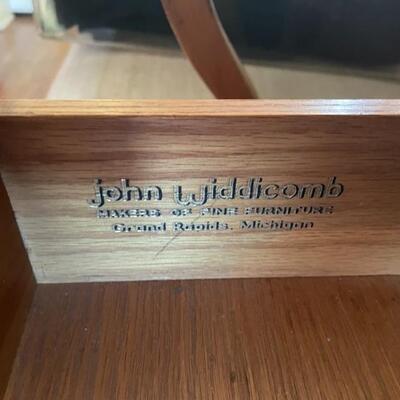 john widdicomb
MAKERS OF FINE FURNITURE
Grand Rapids, Michigan